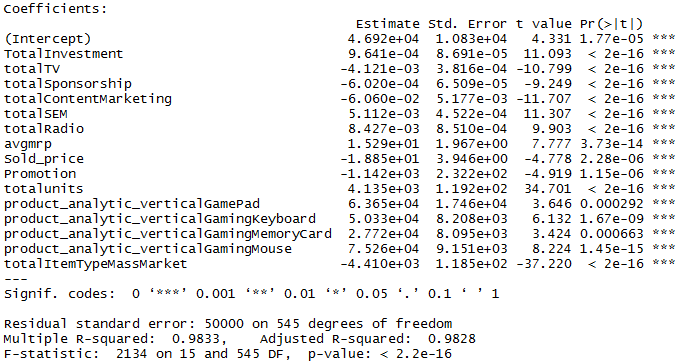 Coefficients:
Estimate Std. Error t value Pr(>|t|)
(Intercept) 4.692e+04 1.083e+04 4.331 1.77e-05 ***
TotalInvestment 9.641e-04 8.691e-05 11.093 < 2e-16 ***
totalTV -4.121e-03 3.816e-04 -10.799 < 2e-16 ***
totalSponsorship -6.020e-04 6.509e-05 -9.249 < 2e-16 ***
totalContentMarketing -6.060e-02 5.177e-03 -11.707 < 2e-16 ***
totalSEM 5.112e-03 4.522e-04 11.307 < 2e-16 ***
totalRadio 8.427e-03 8.510e-04 9.903 < 2e-16 ***
avgmrp 1.529e+01 1.967e+00 7.777 3.73e-14 ***
Sold_price -1.885e+01 3.946e+00 -4.778 2.28e-06 ***
Promotion -1.142e+03 2.322e+02 -4.919 1.15e-06 ***
totalunits 4.135e+03 1.192e+02 34.701 < 2e-16 ***
product_analytic_verticalGamePad 6.365e+04 1.746e+04 3.646 0.000292 ***
product_analytic_verticalGamingKeyboard 5.033e+04 8.208e+03 6.132 1.67e-09 ***
product_analytic_verticalGamingMemoryCard 2.772e+04 8.095e+03 3.424 0.000663 ***
product_analytic_verticalGamingMouse 7.526e+04 9.151e+03 8.224 1.45e-15 ***
totalItemTypeMassMarket -4.410e+03 1.185e+02 -37.220 < 2e-16 ***
---
Signif. codes: 0 ‘***’ 0.001 ‘**’ 0.01 ‘*’ 0.05 ‘.’ 0.1 ‘ ’ 1
Residual standard error: 50000 on 545 degrees of freedom
Multiple R-squared: 0.9833, Adjusted R-squared: 0.9828
F-statistic: 2134 on 15 and 545 DF, p-value: < 2.2e-16